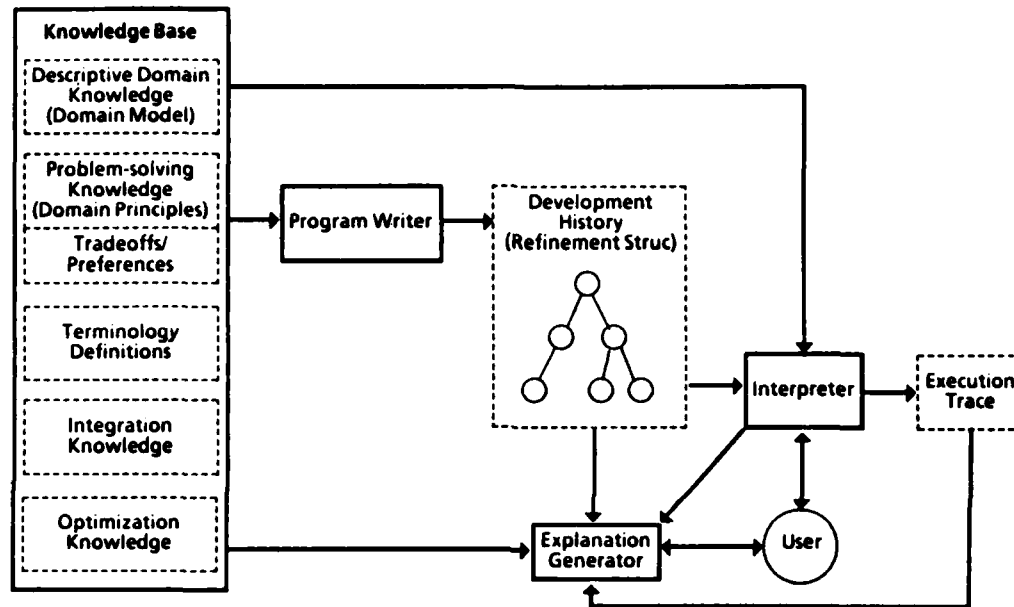 Knowledge Base
Descriptive Domain
Knowledge
(Domain Model)
Problem-solving
Knowledge
(Domain Principles)
Tradeoffs/
Preferences
Terminology
Definitions
Integration
Knowledge
Optimization
Knowledge
Program Writer
Development
History
(Refinement Struc)
Interpreter
Execution
Trace
Explanation
Generator
User